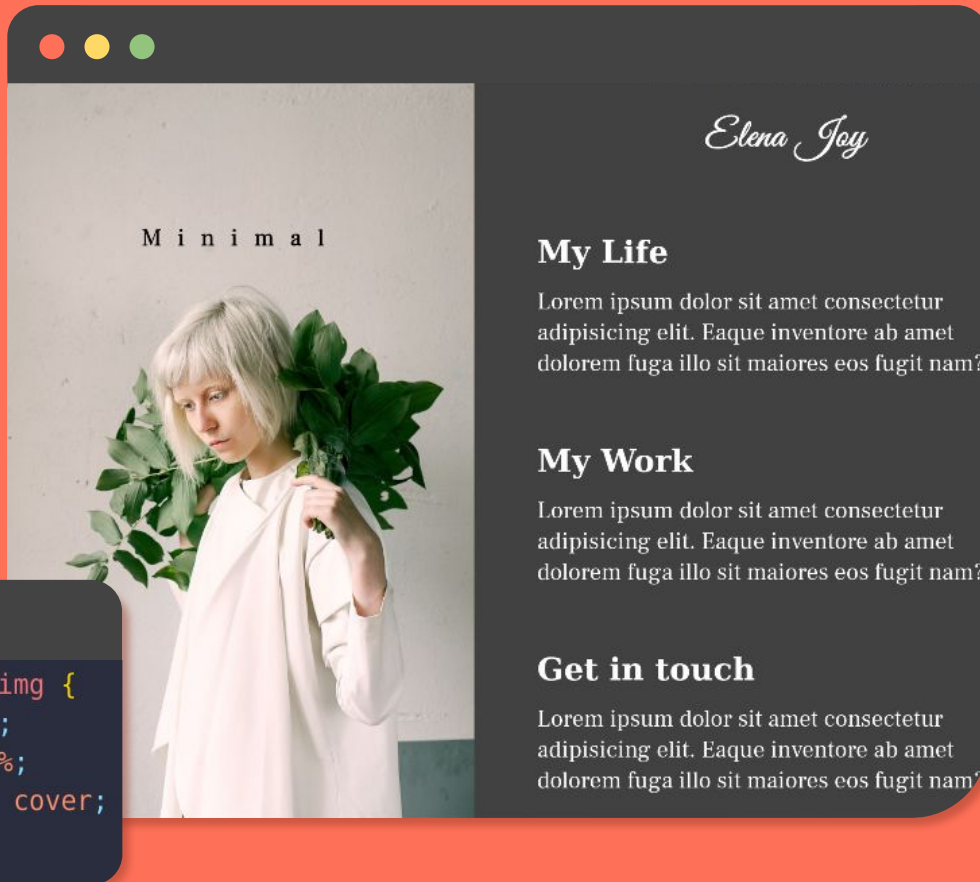 Elena Joy
Minimal
My Life
Lorem ipsum dolor sit amet consectetur
adipisicing elit. Eaque inventore ab amet
dolorem fuga illo sit maiores eos fugit nam?
My Work
Lorem ipsum dolor sit amet consectetur
adipisicing elit. Eaque inventore ab amet
dolorem fuga illo sit maiores eos fugit nam?
Get in touch
Lorem ipsum dolor sit amet consectetur
adipisicing elit. Eaque inventore ab amet
dolorem fuga illo sit maiores eos fugit nam?
img {
;
%;
cover;